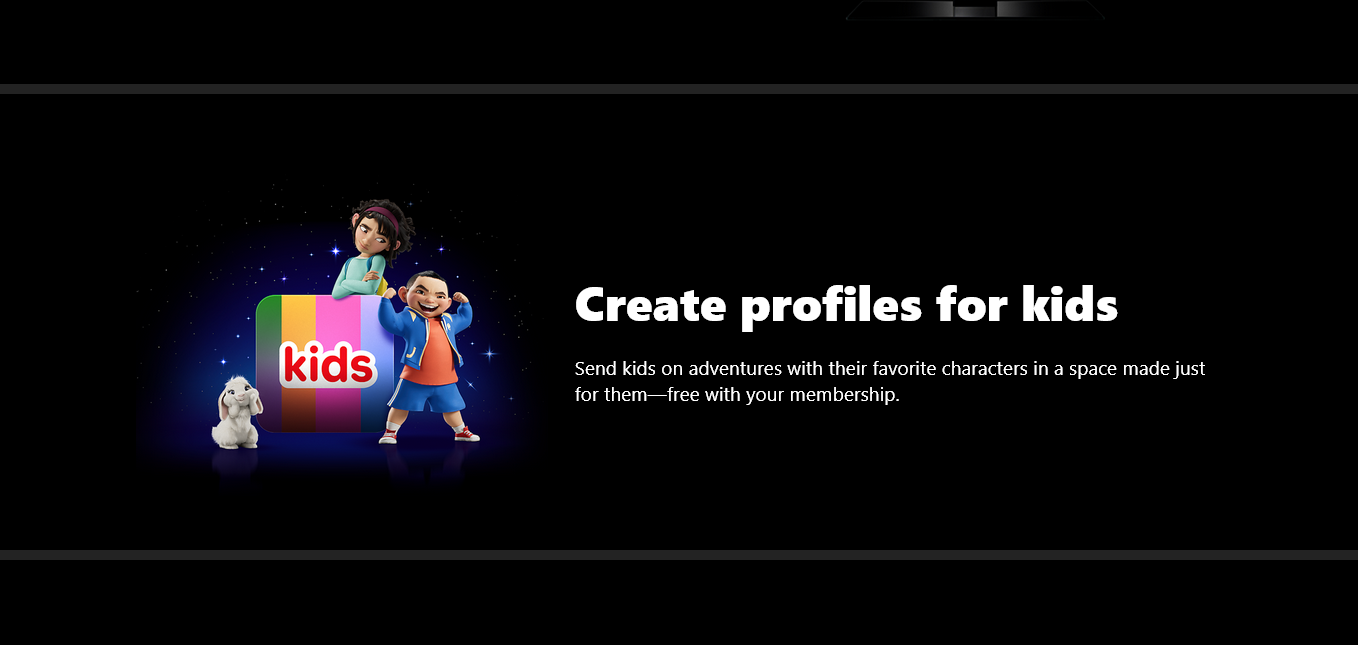 kids
Create profiles for kids
Send kids on adventures with their favorite characters in a space made just
for them—free with your membership.